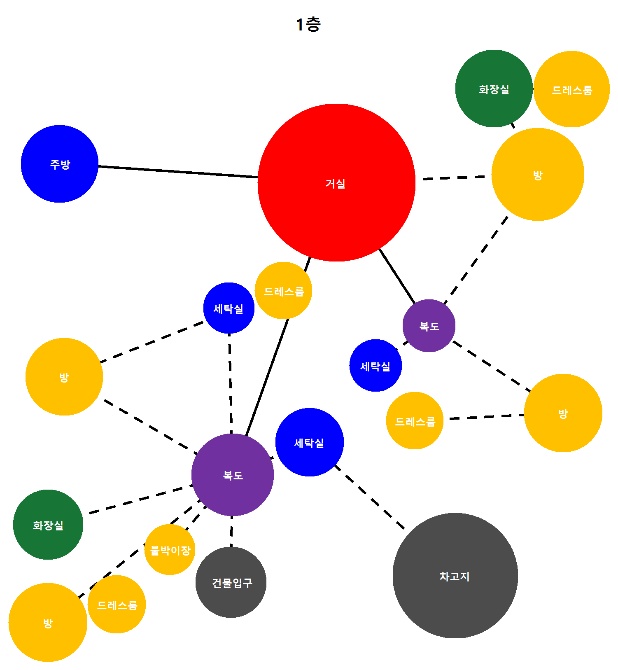 1층
화장실
드레스룸
주방
거실
방
드레스룸
세탁실
복도
세탁실
방
드레스룸
방
세탁실
복도
화장실
붙박이장
차고지
건물입구
드레스룸
방